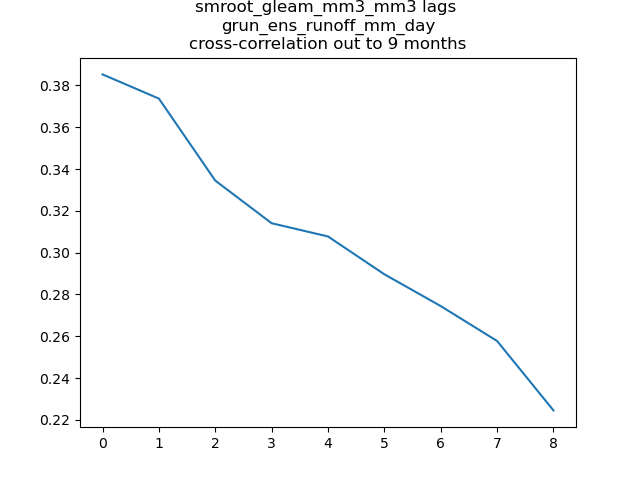 smroot_gleam_mm3_mm3 lags
grun_ens_runoff_mm_day
cross-correlation out to 9 months
0.38
0.36
0.34
0.32
0.30
0.28
0.26
0.24
0.22
0 1 2 3 4 5 6 7 8